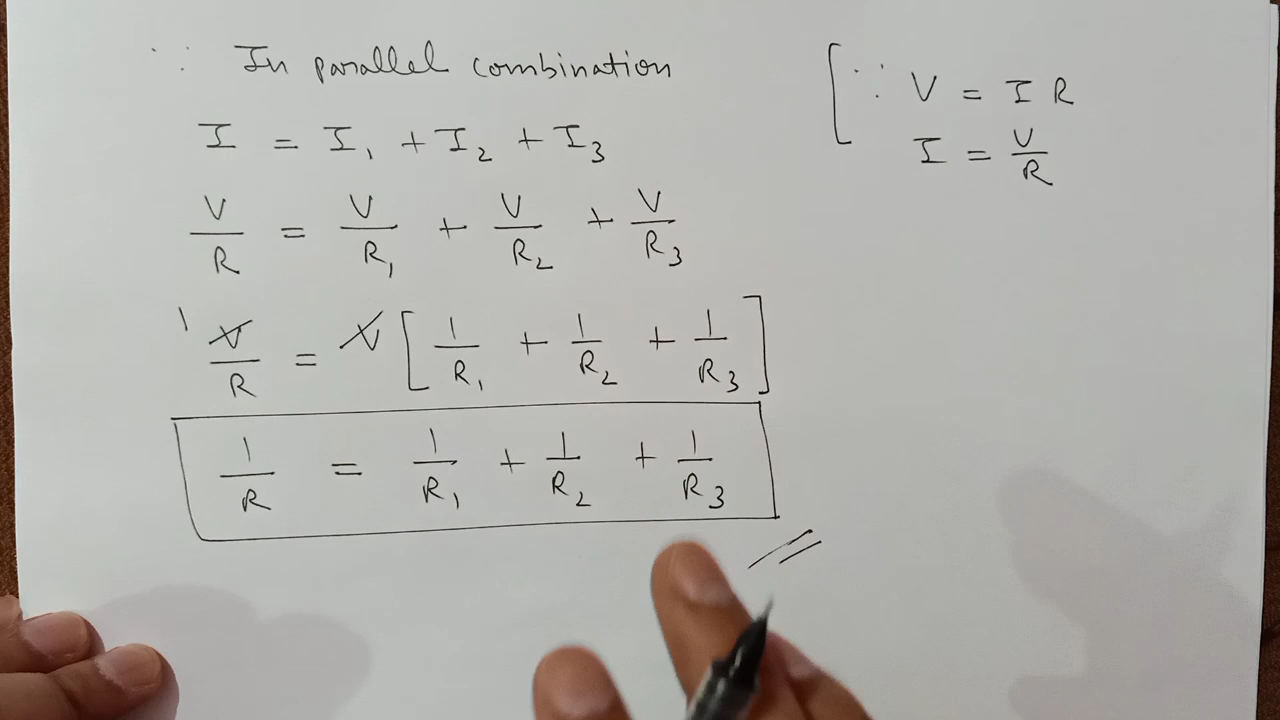 ∵ In parallel combination
I = I₁ + I₂ + I₃
V/R = V/R₁ + V/R₂ + V/R₃
1 V/R = V [ 1/R₁ + 1/R₂ + 1/R₃ ]
1/R = 1/R₁ + 1/R₂ + 1/R₃
[ ∵ V = I R
I = V/R